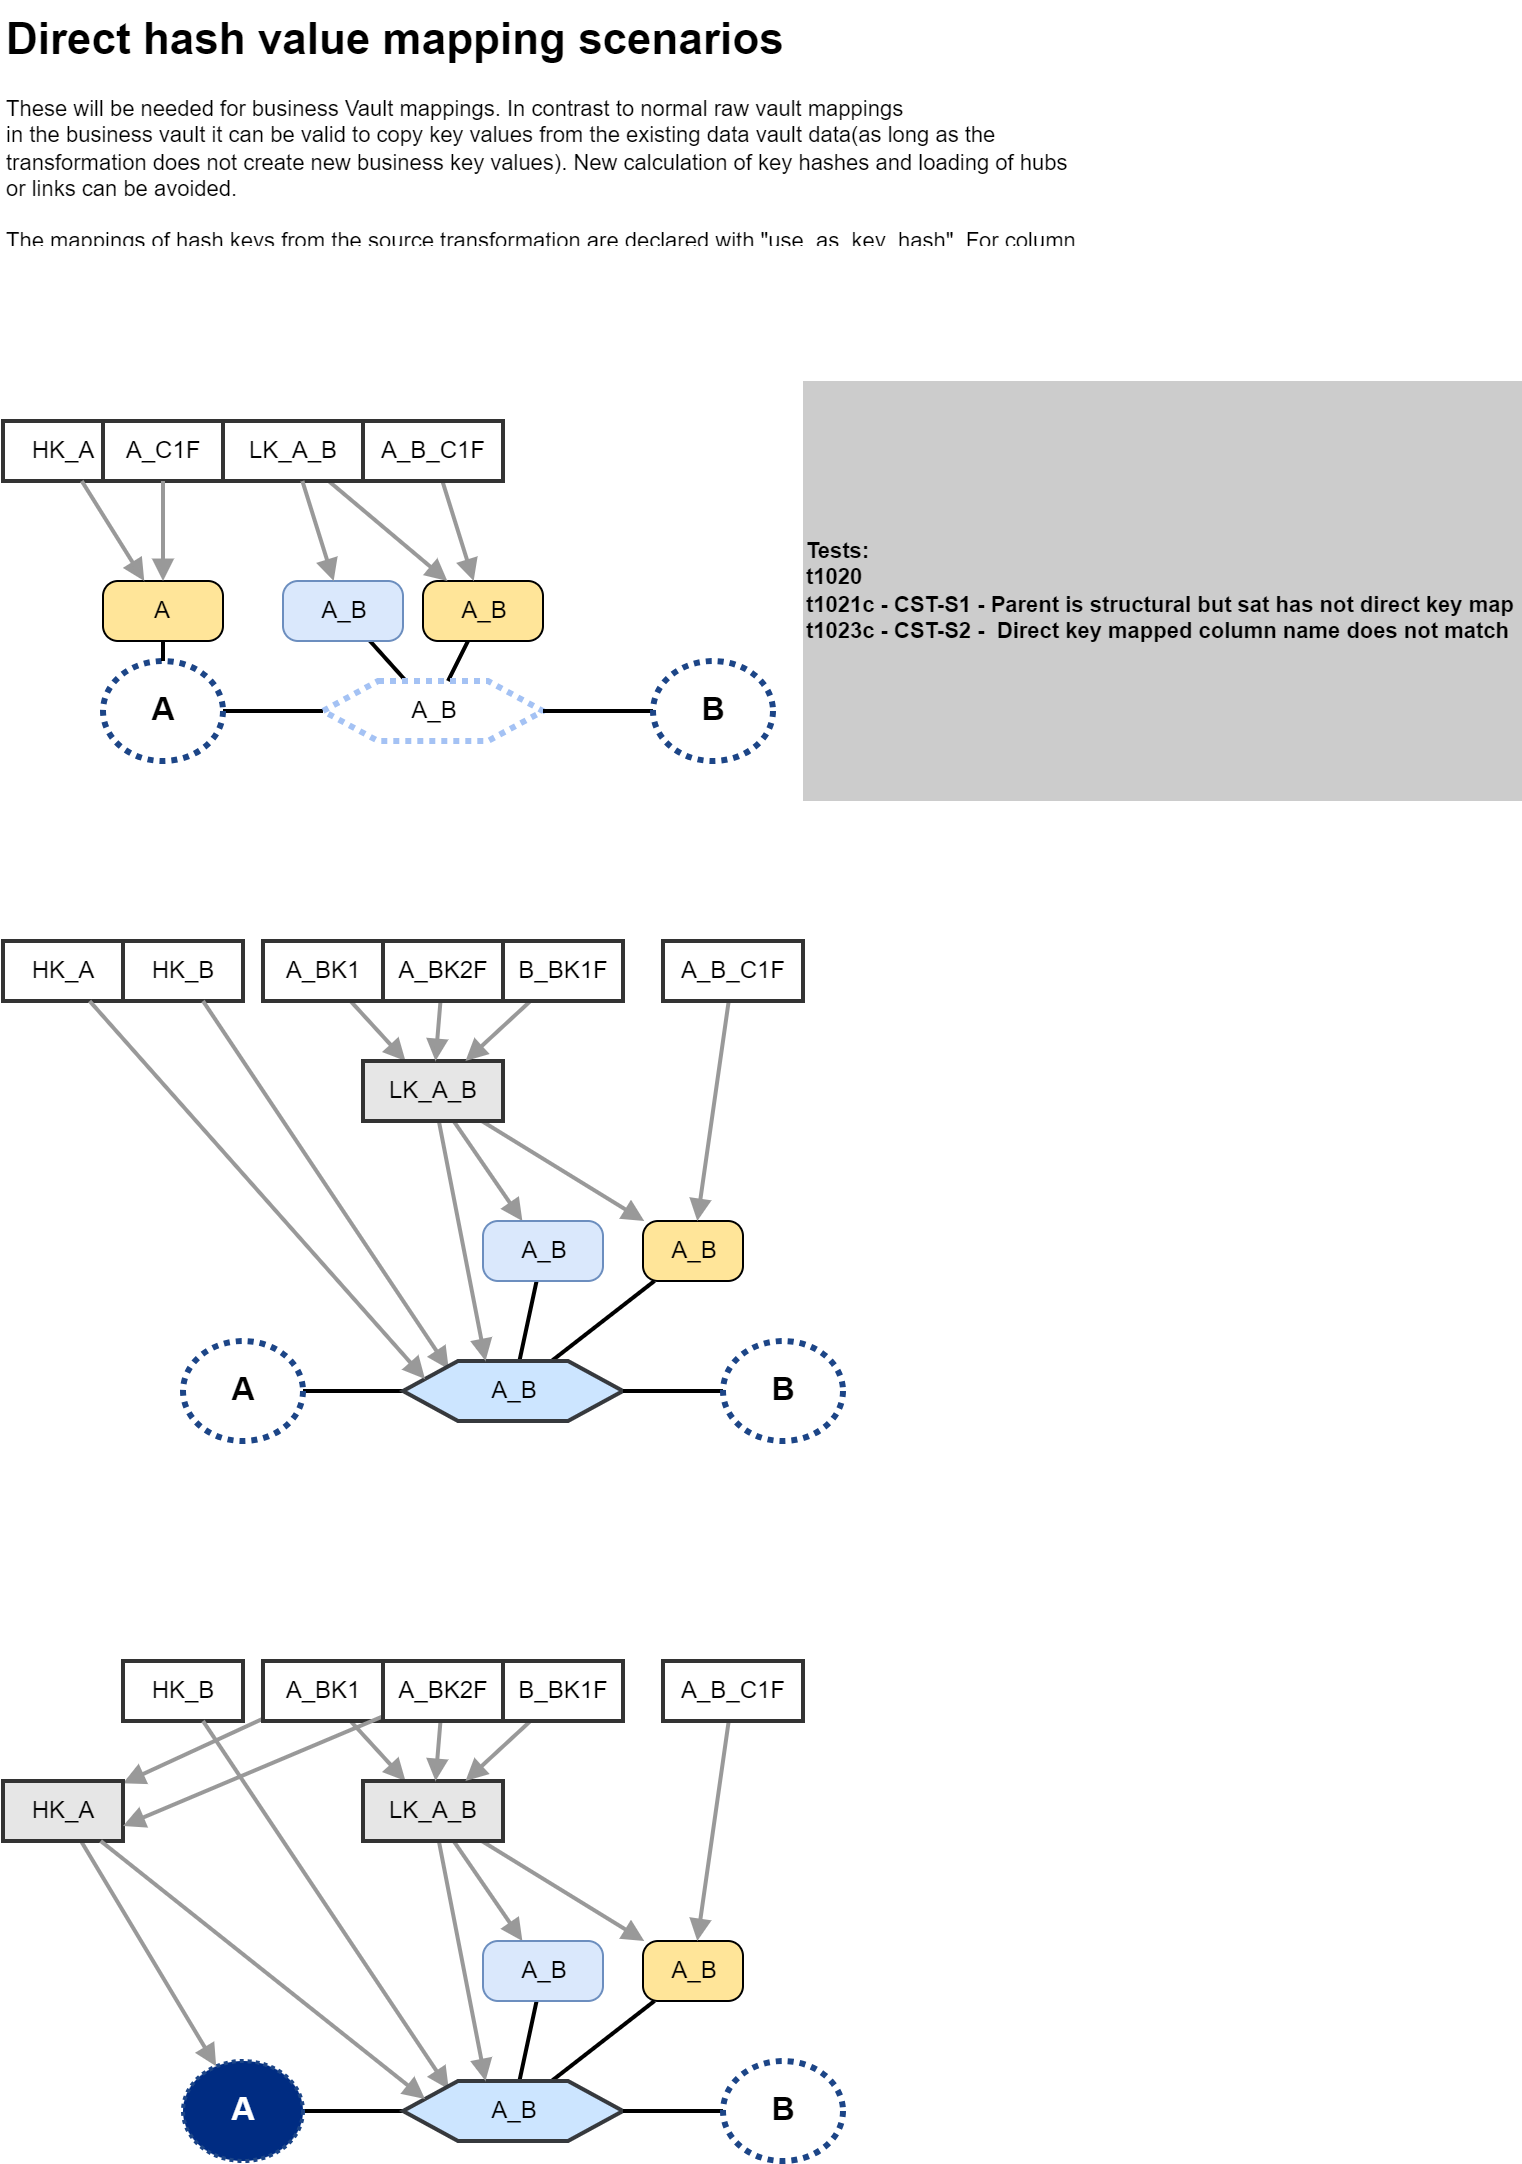 Direct hash value mapping scenarios
These will be needed for business Vault mappings. In contrast to normal raw vault mappings
in the business vault it can be valid to copy key values from the existing data vault data(as long as the
transformation does not create new business key values). New calculation of key hashes and loading of hubs
or links can be avoided.
The mappings of hash keys from the source transformation are declared with "use_as_key_hash". For column
HK_A A_C1F LK_A_B A_B_C1F
Tests:
t1020
t1021c - CST-S1 - Parent is structural but sat has not direct key map
t1023c - CST-S2 -  Direct key mapped column name does not match
A A_B A_B
A A_B B
HK_A HK_B A_BK1 A_BK2F B_BK1F A_B_C1F
LK_A_B
A_B A_B
A A_B B
HK_B A_BK1 A_BK2F B_BK1F A_B_C1F
HK_A LK_A_B
A_B A_B
A A_B B